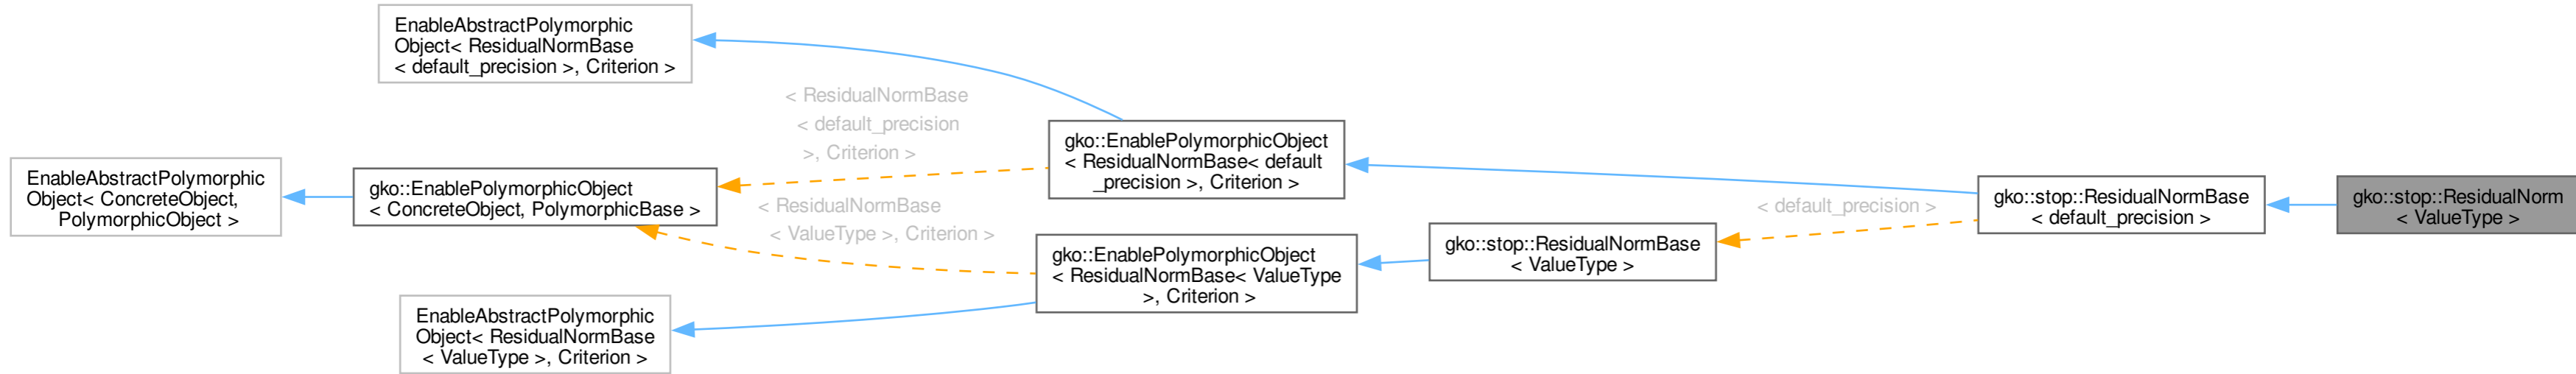 EnableAbstractPolymorphic
Object< ResidualNormBase
< default_precision >, Criterion >
< ResidualNormBase
< default_precision
>, Criterion >
gko::EnablePolymorphicObject
< ResidualNormBase< default
_precision >, Criterion >
EnableAbstractPolymorphic
Object< ConcreteObject,
PolymorphicObject >
gko::EnablePolymorphicObject
< ConcreteObject, PolymorphicBase >
< ResidualNormBase
< ValueType >, Criterion >
< default_precision >
gko::stop::ResidualNormBase
< default_precision >
gko::stop::ResidualNorm
< ValueType >
gko::EnablePolymorphicObject
< ResidualNormBase< ValueType
>, Criterion >
gko::stop::ResidualNormBase
< ValueType >
EnableAbstractPolymorphic
Object< ResidualNormBase
< ValueType >, Criterion >